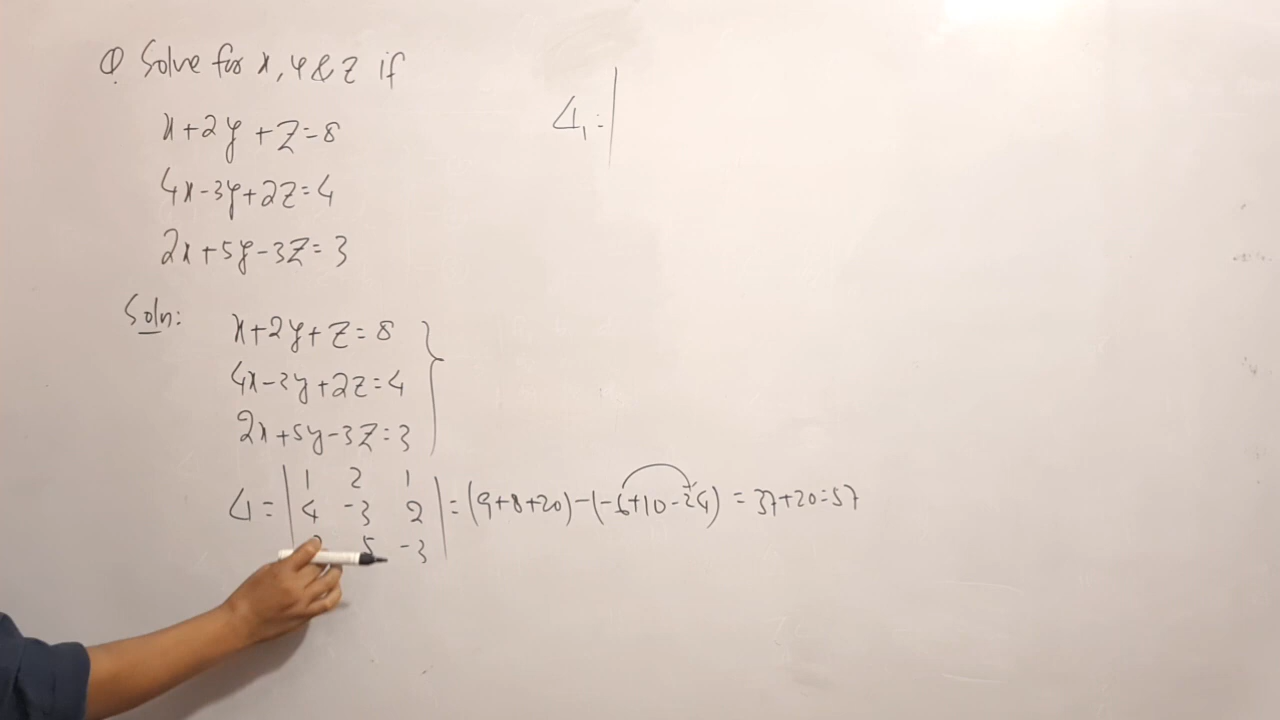 Q Solve for x, y & z if
x+2y+z=8
4x-3y+2z=4
2x+5y-3z=3
Soln:
x+2y+z=8
4x-3y+2z=4
2x+5y-3z=3
Δ = | 1 2 1 |
4 -3 2 = (9+8+20)-(-6+10-24) = 37+20=57
5 -3
Δ₁=|